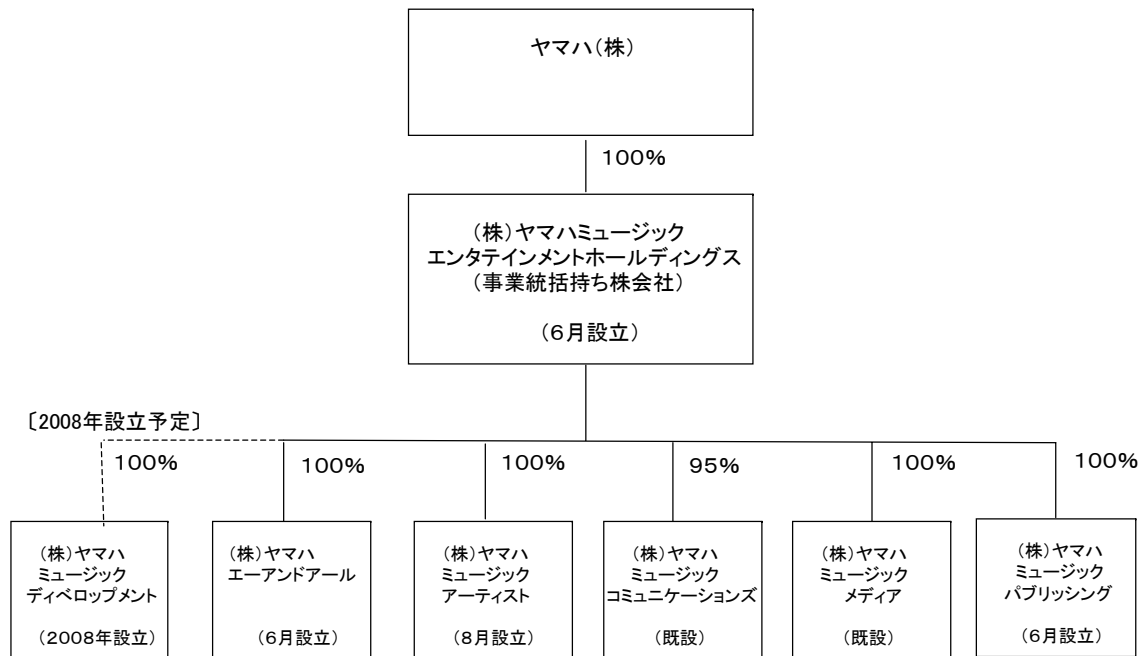 ヤマハ(株)
100%
(株)ヤマハミュージック
エンタテインメントホールディングス
(事業統括持ち株会社)
(6月設立)
〔2008年設立予定〕
100%
100%
100%
95%
100%
100%
(株)ヤマハ
ミュージック
ディベロップメント
(2008年設立)
(株)ヤマハ
エーアンドアール
(6月設立)
(株)ヤマハ
ミュージック
アーティスト
(8月設立)
(株)ヤマハ
ミュージック
コミュニケーションズ
(既設)
(株)ヤマハ
ミュージック
メディア
(既設)
(株)ヤマハ
ミュージック
パブリッシング
(6月設立)